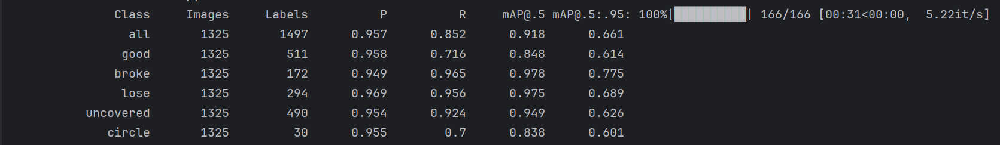 Class Images Labels P R mAP@.5 mAP@.5:.95: 100%|██████████| 166/166 [00:31<00:00, 5.22it/s]
all 1325 1497 0.957 0.852 0.918 0.661
good 1325 511 0.958 0.716 0.848 0.614
broke 1325 172 0.949 0.965 0.978 0.775
lose 1325 294 0.969 0.956 0.975 0.689
uncovered 1325 490 0.954 0.924 0.949 0.626
circle 1325 30 0.955 0.7 0.838 0.601